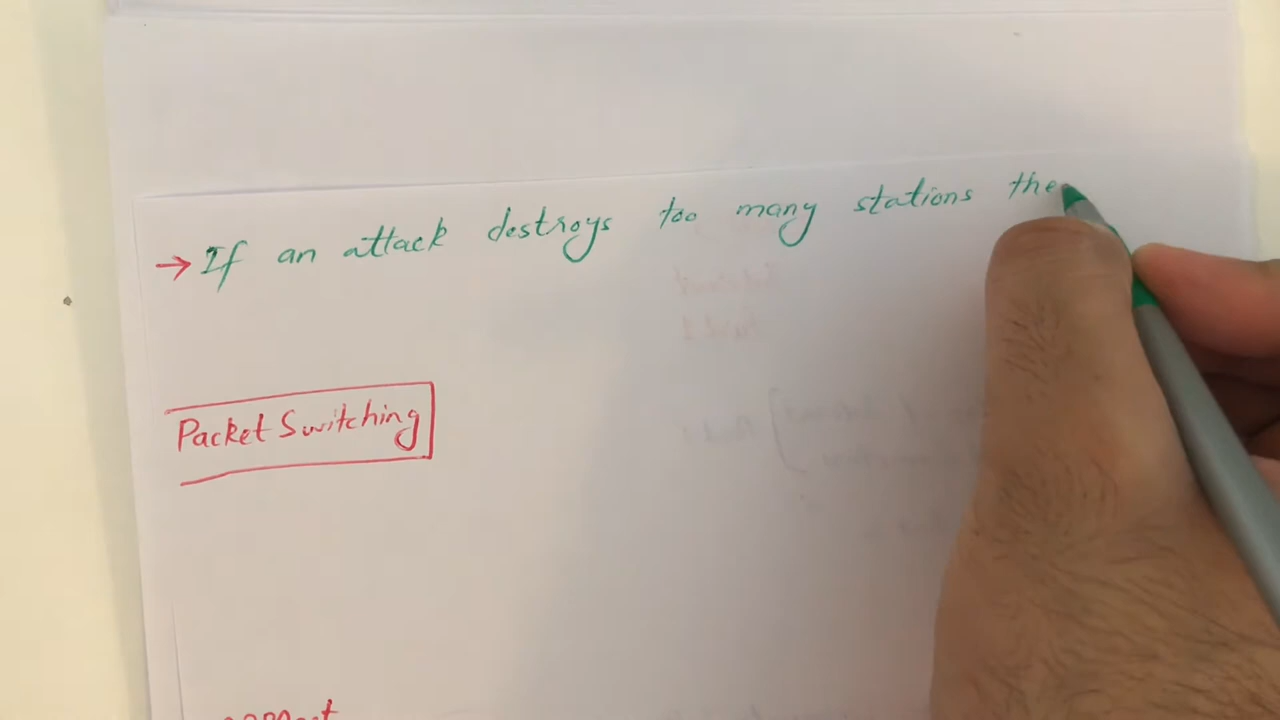 → If an attack destroys too many stations the
Packet Switching